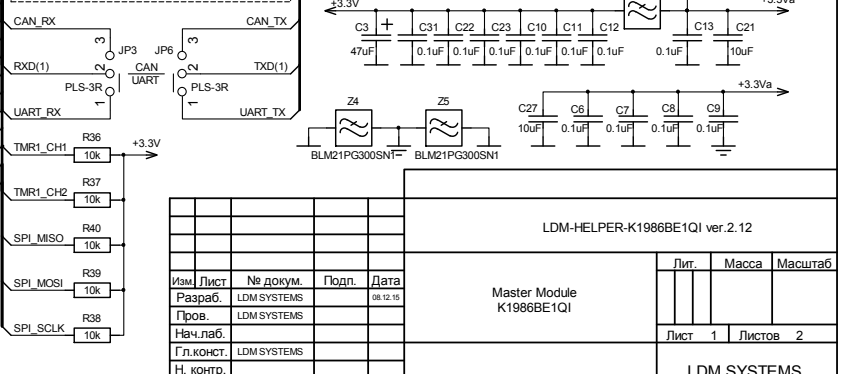 +3.3V
+3.3Va
CAN_RX
CAN_TX
C3
+
C31
C22
C23
C10
C11
C12
C13
C21
47uF
0.1uF
0.1uF
0.1uF
0.1uF
0.1uF
0.1uF
0.1uF
10uF
3
JP3
JP6
3
RXD(1)
2
CAN
UART
2
TXD(1)
PLS-3R
PLS-3R
1
1
UART_RX
UART_TX
+3.3Va
Z4
Z5
C27
C6
C7
C8
C9
10uF
0.1uF
0.1uF
0.1uF
0.1uF
BLM21PG300SN1
BLM21PG300SN1
R36
+3.3V
TMR1_CH1
10k
R37
TMR1_CH2
10k
R40
SPI_MISO
10k
R39
SPI_MOSI
10k
R38
SPI_SCLK
10k
LDM-HELPER-K1986BE1QI ver.2.12
Лит.
Масса
Масштаб
Изм.
Лист
№ докум.
Подп.
Дата
Разраб.
LDM SYSTEMS
08.12.15
Master Module
K1986BE1QI
Пров.
LDM SYSTEMS
Нач.лаб.
Лист 1
Листов 2
Гл.конст.
LDM SYSTEMS
Н. контр.
LDM SYSTEMS